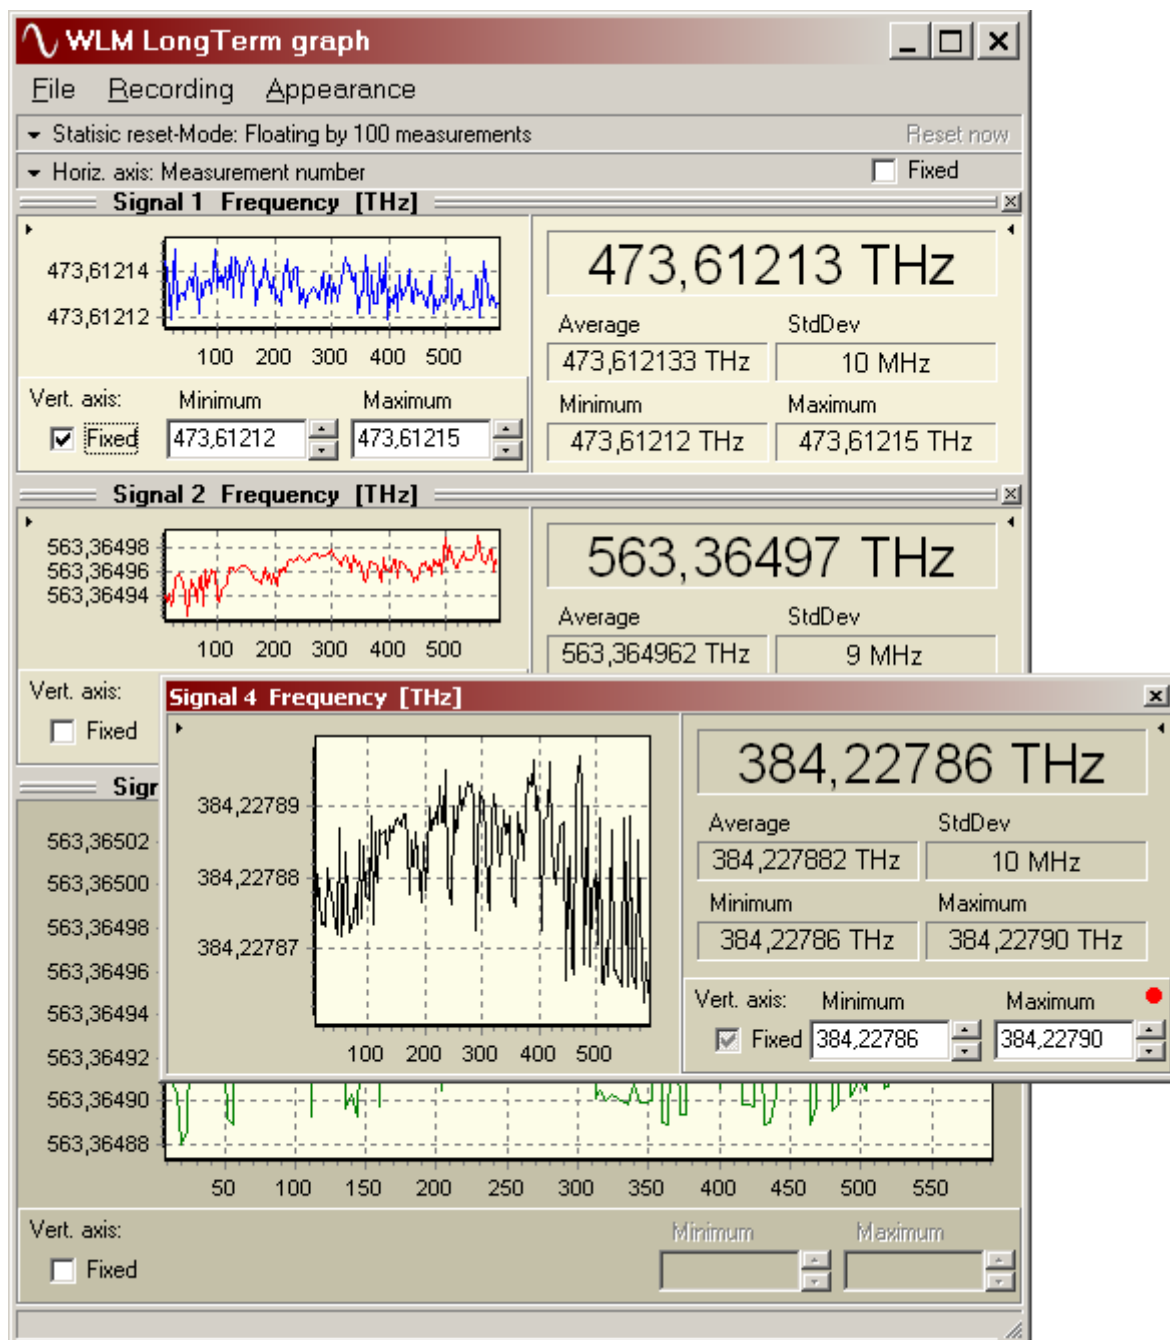 WLM LongTerm graph
File Recording Appearance
Statisic reset-Mode: Floating by 100 measurements Reset now
Horiz. axis: Measurement number Fixed
Signal 1 Frequency [THz]
473,61214
473,61212
100 200 300 400 500
473,61213 THz
Average StdDev
473,612133 THz 10 MHz
Minimum Maximum
473,61212 THz 473,61215 THz
Vert. axis: Minimum Maximum
Fixed 473,61212 473,61215
Signal 2 Frequency [THz]
563,36498
563,36496
563,36494
100 200 300 400 500
563,36497 THz
Average StdDev
563,364962 THz 9 MHz
Vert. axis:
Fixed
Signal 4 Frequency [THz]
384,22789
384,22788
384,22787
100 200 300 400 500
384,22786 THz
Average StdDev
384,227882 THz 10 MHz
Minimum Maximum
384,22786 THz 384,22790 THz
Vert. axis: Minimum Maximum
Fixed 384,22786 384,22790
563,36502
563,36500
563,36498
563,36496
563,36494
563,36492
563,36490
563,36488
50 100 150 200 250 300 350 400 450 500 550
Vert. axis: Minimum Maximum
Fixed